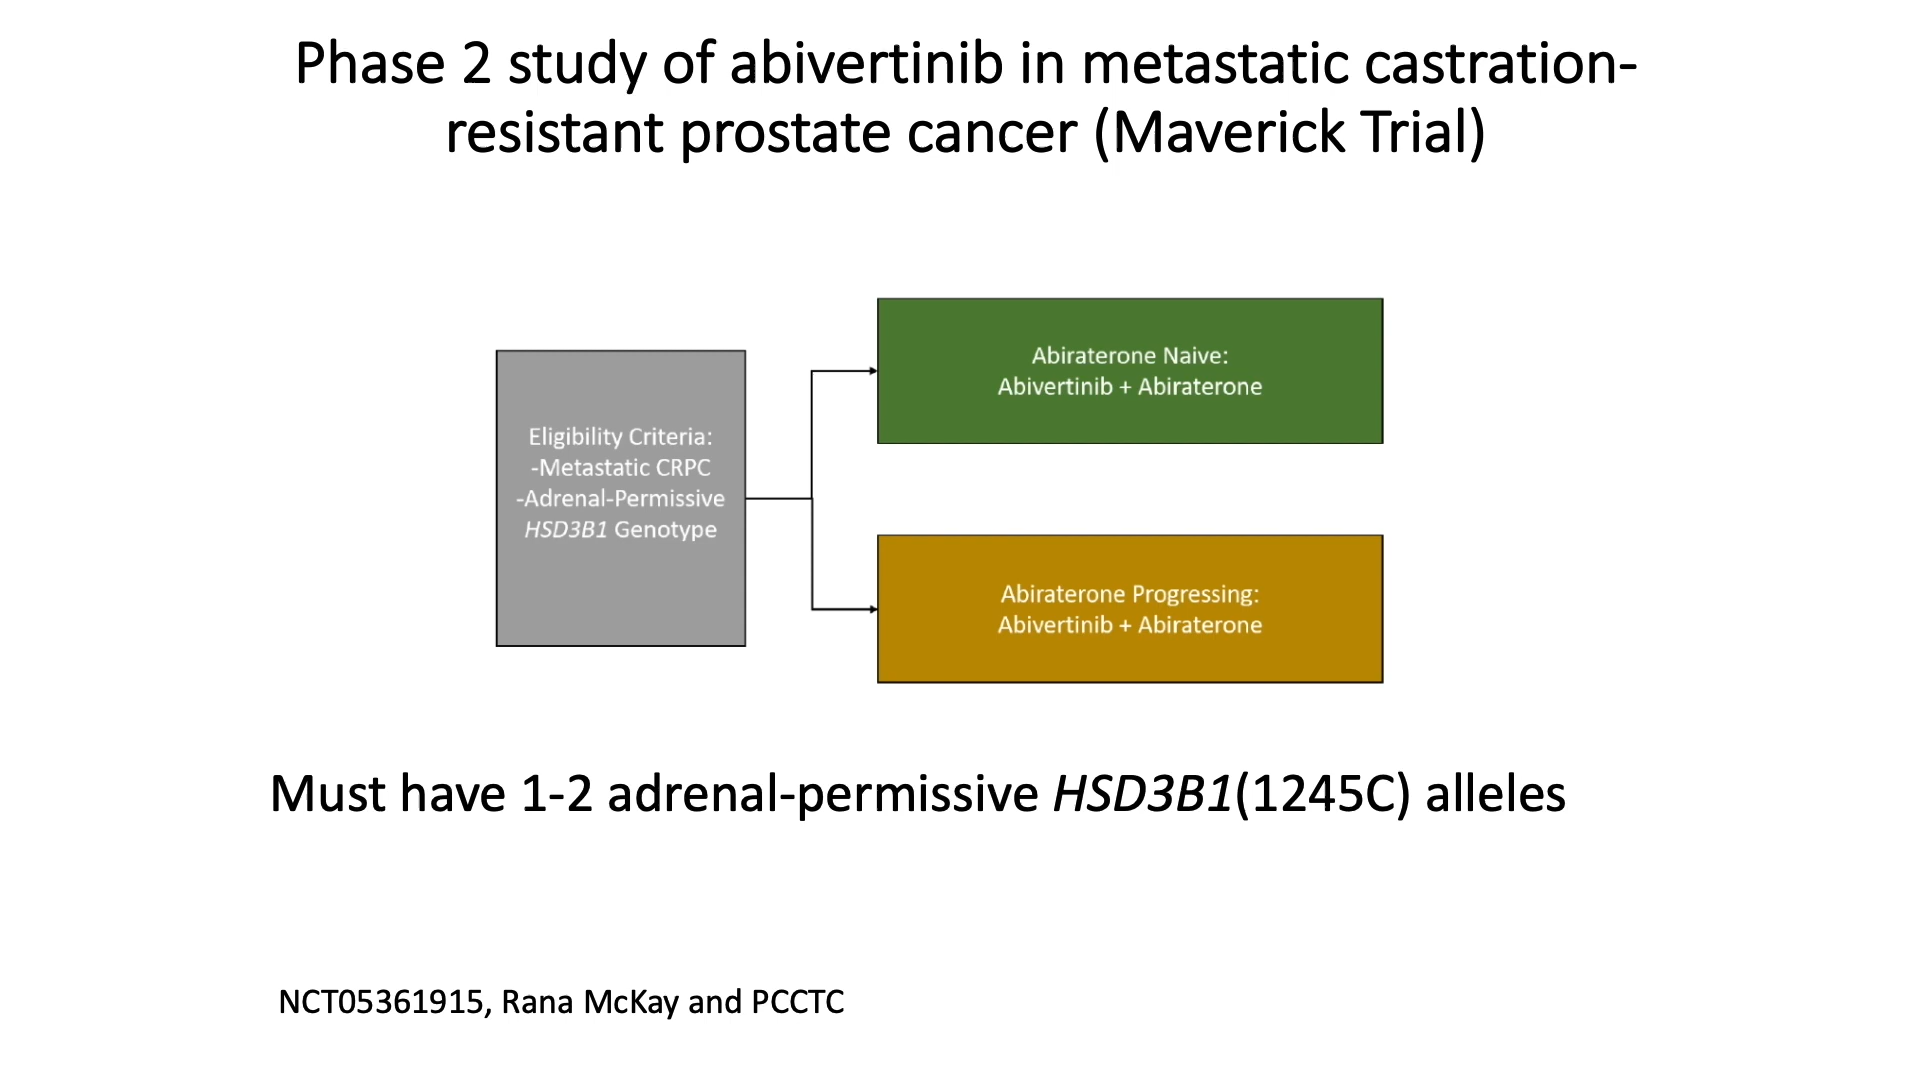 Phase 2 study of abivertinib in metastatic castration-
resistant prostate cancer (Maverick Trial)
Eligibility Criteria:
-Metastatic CRPC
-Adrenal-Permissive
HSD3B1 Genotype
Abiraterone Naive:
Abivertinib + Abiraterone
Abiraterone Progressing:
Abivertinib + Abiraterone
Must have 1-2 adrenal-permissive HSD3B1(1245C) alleles
NCT05361915, Rana McKay and PCCTC